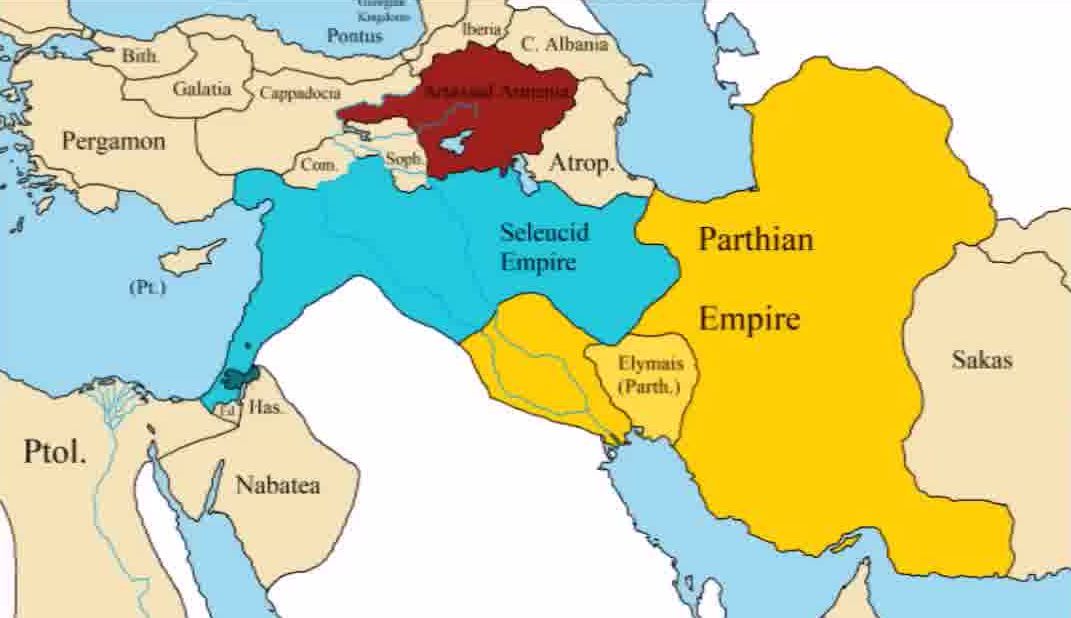 Kingdoms
Pontus
Iberia
C. Albania
Bith.
Galatia
Cappadocia
Artaxiad Armenia
Pergamon
Com.
Soph.
Atrop.
Seleucid
Empire
Parthian
Empire
(Pt.)
Elymais
(Parth.)
Sakas
Ed.
Has.
Ptol.
Nabatea